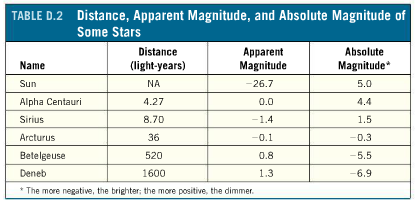 TABLE D.2 Distance, Apparent Magnitude, and Absolute Magnitude of
Some Stars
Name Distance (light-years) Apparent Magnitude Absolute Magnitude*
Sun NA −26.7 5.0
Alpha Centauri 4.27 0.0 4.4
Sirius 8.70 −1.4 1.5
Arcturus 36 −0.1 −0.3
Betelgeuse 520 0.8 −5.5
Deneb 1600 1.3 −6.9
* The more negative, the brighter; the more positive, the dimmer.